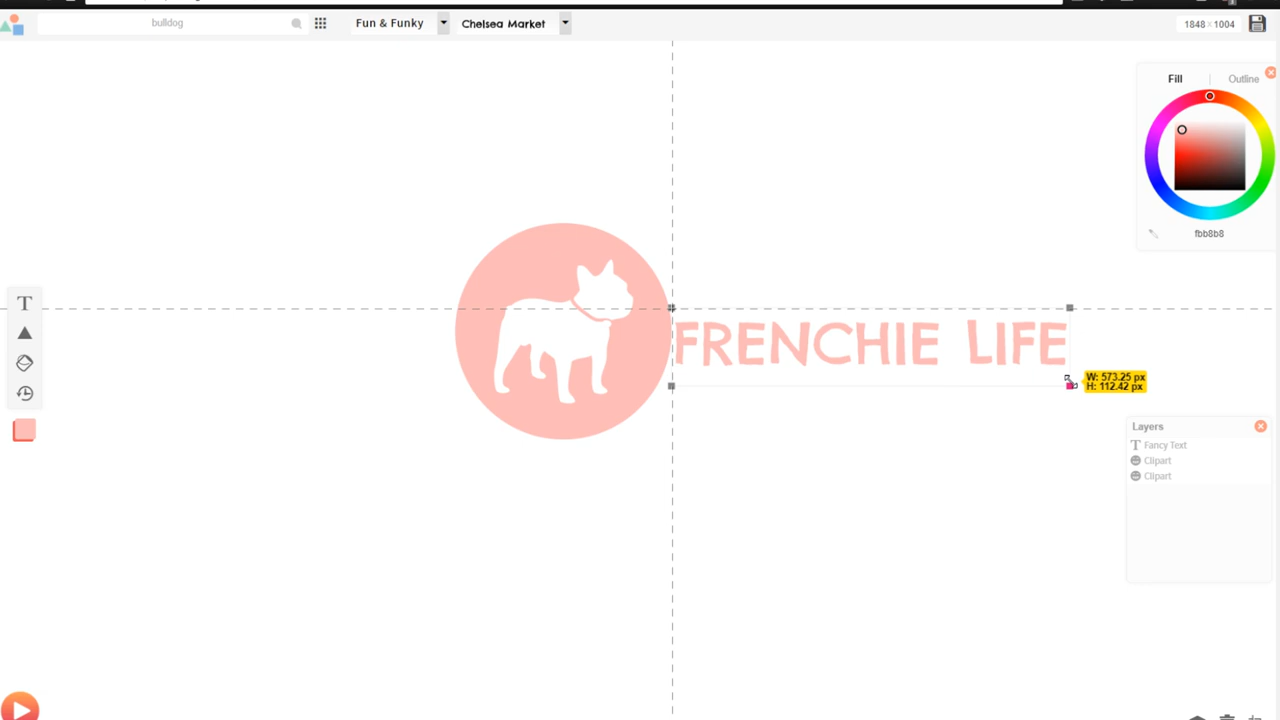 bulldog
Fun & Funky
Chelsea Market
1848 × 1004
Fill | Outline
fbb8b8
T
FRENCHIE LIFE
W: 573.25 px
H: 112.42 px
Layers
T Fancy Text
Clipart
Clipart